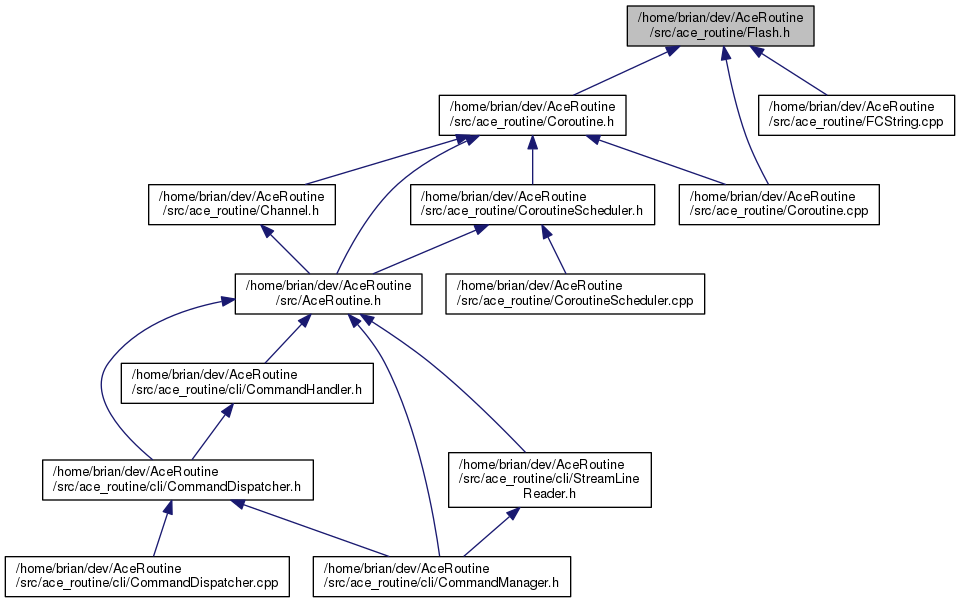 /home/brian/dev/AceRoutine
/src/ace_routine/Flash.h
/home/brian/dev/AceRoutine
/src/ace_routine/Coroutine.h
/home/brian/dev/AceRoutine
/src/ace_routine/FCString.cpp
/home/brian/dev/AceRoutine
/src/ace_routine/Channel.h
/home/brian/dev/AceRoutine
/src/ace_routine/CoroutineScheduler.h
/home/brian/dev/AceRoutine
/src/ace_routine/Coroutine.cpp
/home/brian/dev/AceRoutine
/src/AceRoutine.h
/home/brian/dev/AceRoutine
/src/ace_routine/CoroutineScheduler.cpp
/home/brian/dev/AceRoutine
/src/ace_routine/cli/CommandHandler.h
/home/brian/dev/AceRoutine
/src/ace_routine/cli/CommandDispatcher.h
/home/brian/dev/AceRoutine
/src/ace_routine/cli/StreamLine
Reader.h
/home/brian/dev/AceRoutine
/src/ace_routine/cli/CommandDispatcher.cpp
/home/brian/dev/AceRoutine
/src/ace_routine/cli/CommandManager.h